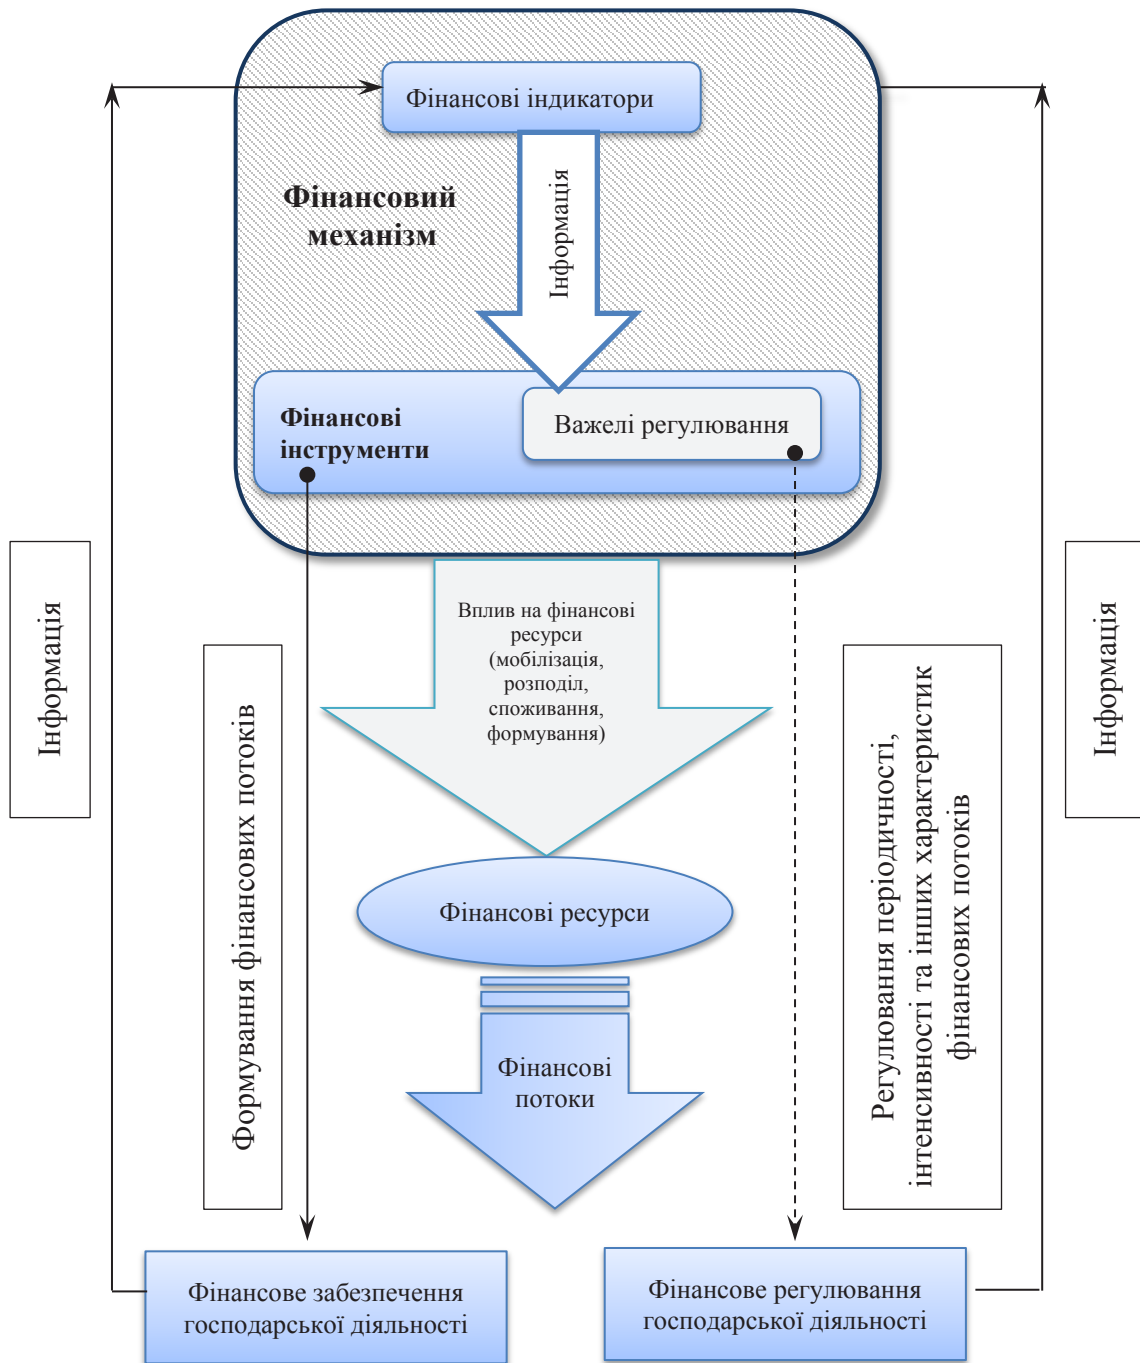 Фінансові індикатори
Інформація
Фінансовий
механізм
Фінансові
інструменти
Важелі регулювання
Інформація
Формування фінансових потоків
Вплив на фінансові
ресурси
(мобілізація,
розподіл,
споживання,
формування)
Регулювання періодичності,
інтенсивності та інших характеристик
фінансових потоків
Інформація
Фінансові ресурси
Фінансові
потоки
Фінансове забезпечення
господарської діяльності
Фінансове регулювання
господарської діяльності